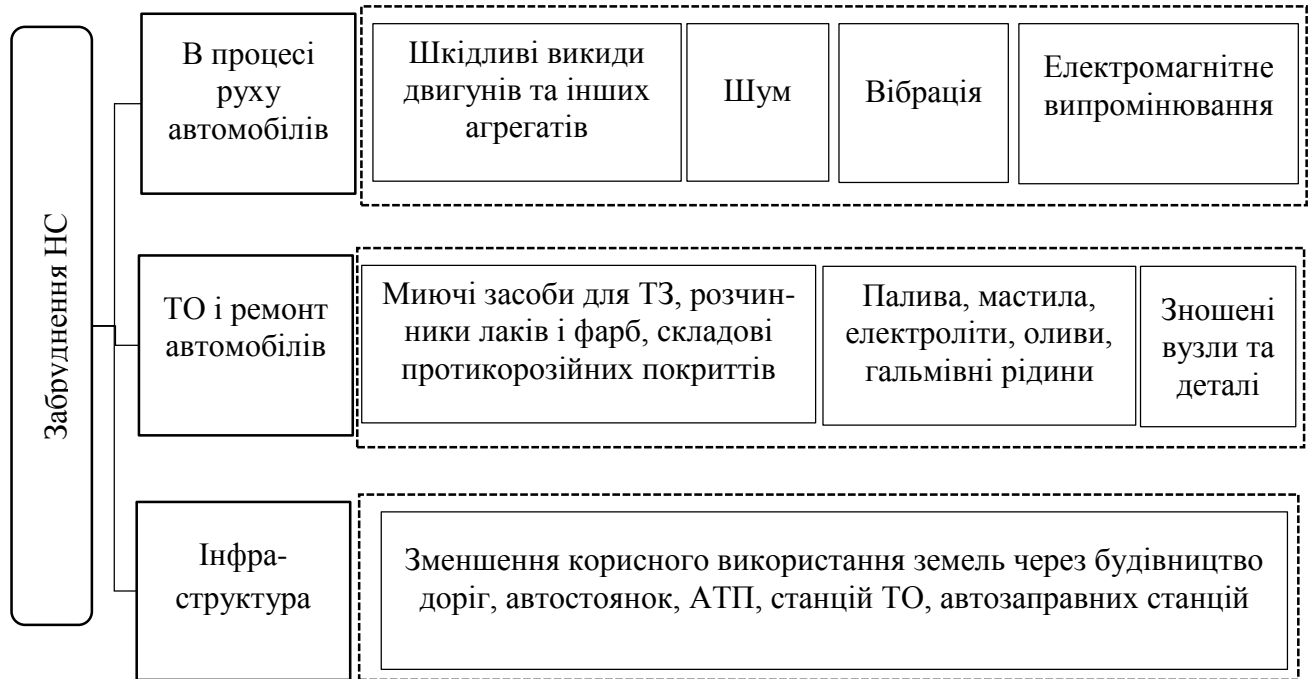 Забруднення НС
В процесі
руху
автомобілів
Шкідливі викиди
двигунів та інших
агрегатів
Шум
Вібрація
Електромагнітне
випромінювання
ТО і ремонт
автомобілів
Миючі засоби для ТЗ, розчин-
ники лаків і фарб, складові
протикорозійних покриттів
Палива, мастила,
електроліти, оливи,
гальмівні рідини
Зношені
вузли та
деталі
Інфра-
структура
Зменшення корисного використання земель через будівництво
доріг, автостоянок, АТП, станцій ТО, автозаправних станцій